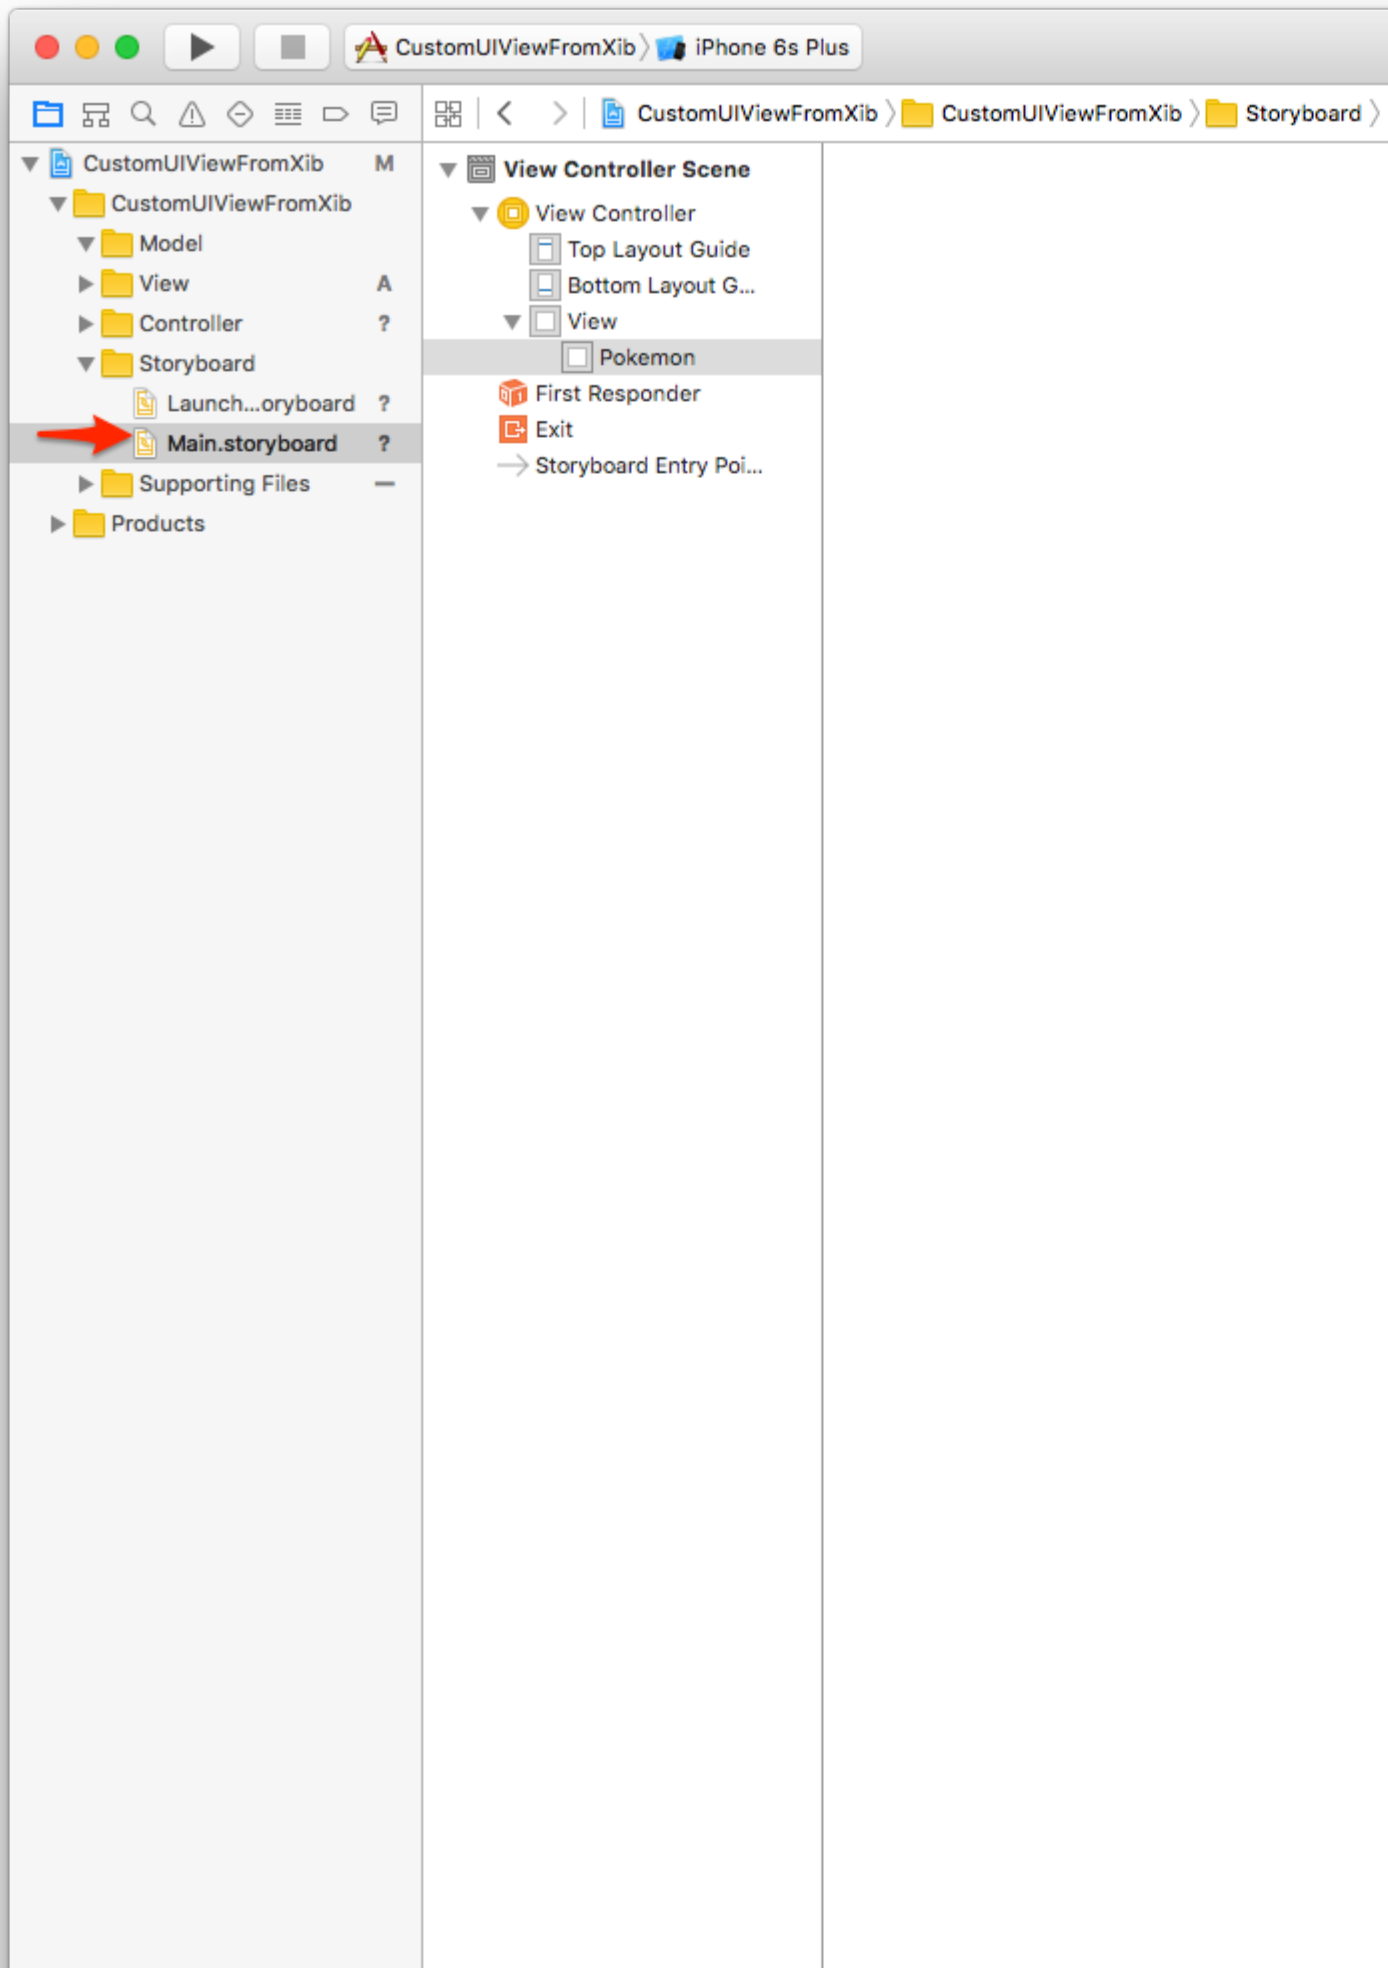 CustomUIViewFromXib 〉 iPhone 6s Plus
CustomUIViewFromXib 〉 CustomUIViewFromXib 〉 Storyboard 〉
CustomUIViewFromXib M
CustomUIViewFromXib
Model
View A
Controller ?
Storyboard
Launch...oryboard ?
Main.storyboard ?
Supporting Files —
Products
View Controller Scene
View Controller
Top Layout Guide
Bottom Layout G...
View
Pokemon
First Responder
Exit
Storyboard Entry Poi...